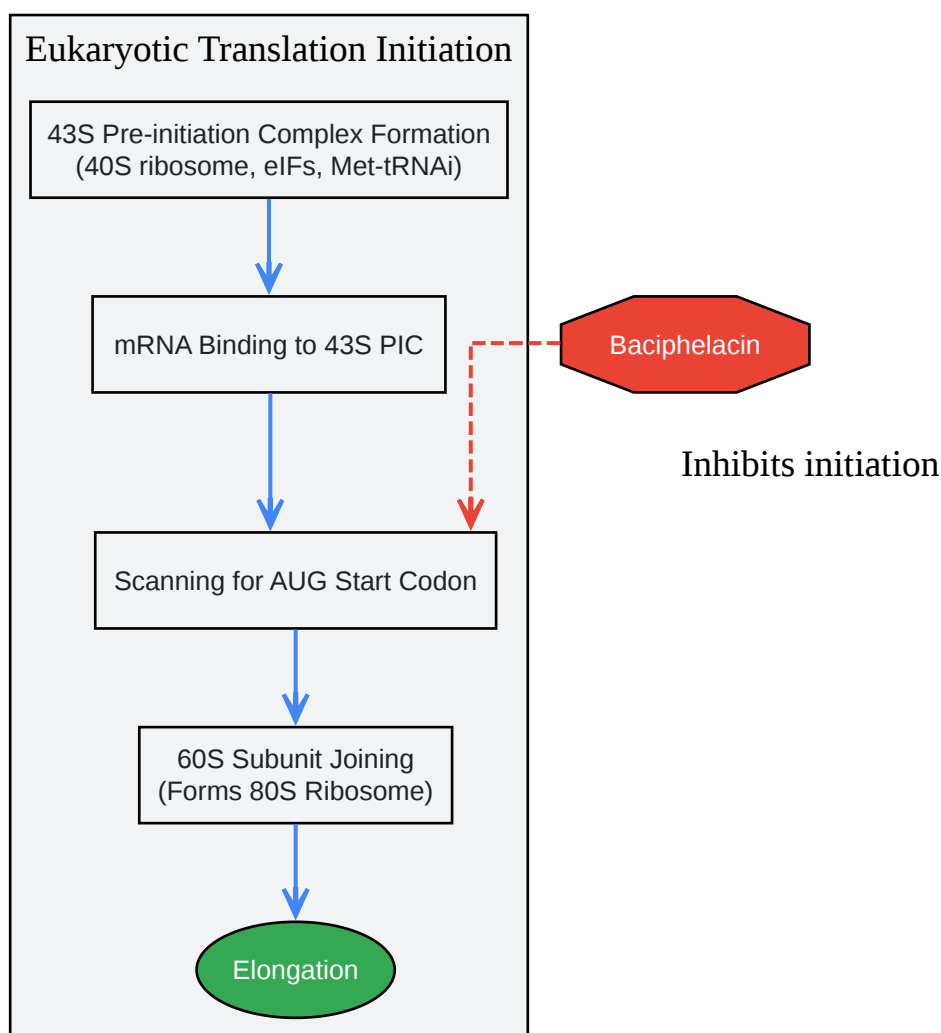 Eukaryotic Translation Initiation
43S Pre-initiation Complex Formation
(40S ribosome, eIFs, Met-tRNAi)
mRNA Binding to 43S PIC
Baciphelacin
Inhibits initiation
Scanning for AUG Start Codon
60S Subunit Joining
(Forms 80S Ribosome)
Elongation